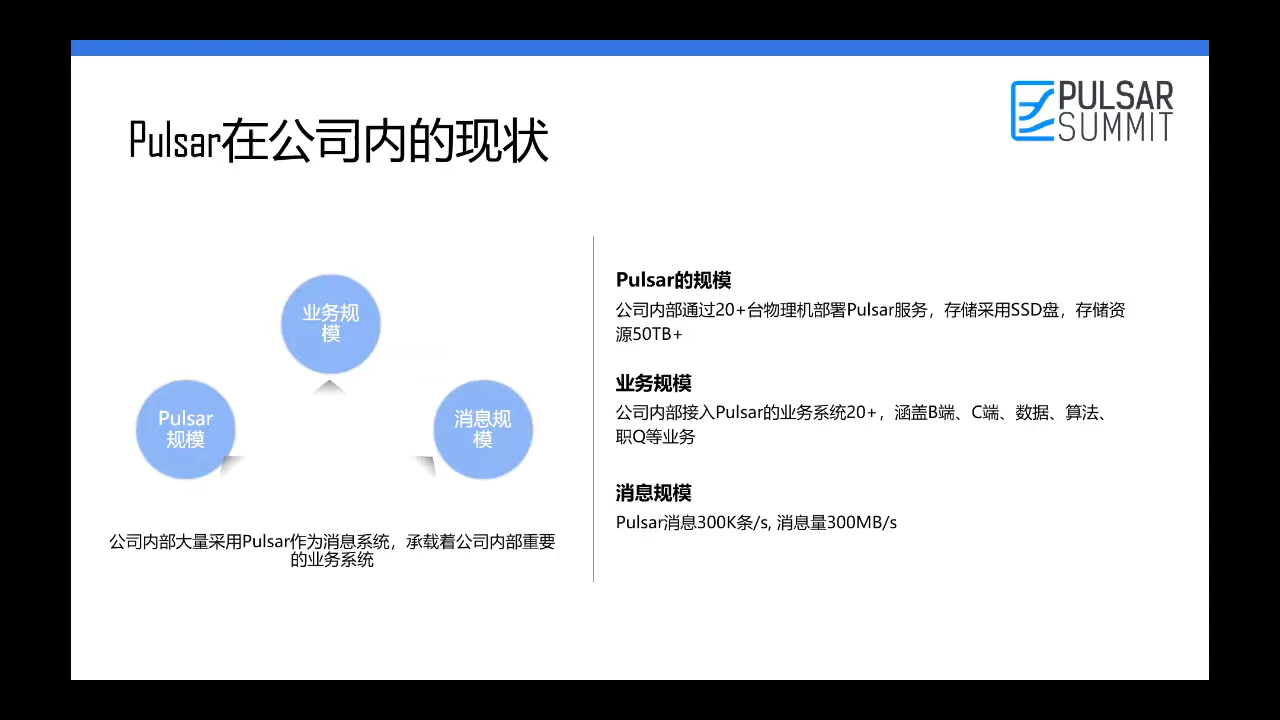 PULSAR
SUMMIT
Pulsar在公司内的现状
业务规
模
Pulsar
规模
消息规
模
公司内部大量采用Pulsar作为消息系统，承载着公司内部重要
的业务系统
Pulsar的规模
公司内部通过20+台物理机部署Pulsar服务，存储采用SSD盘，存储资
源50TB+
业务规模
公司内部接入Pulsar的业务系统20+，涵盖B端、C端、数据、算法、
职Q等业务
消息规模
Pulsar消息300K条/s, 消息量300MB/s